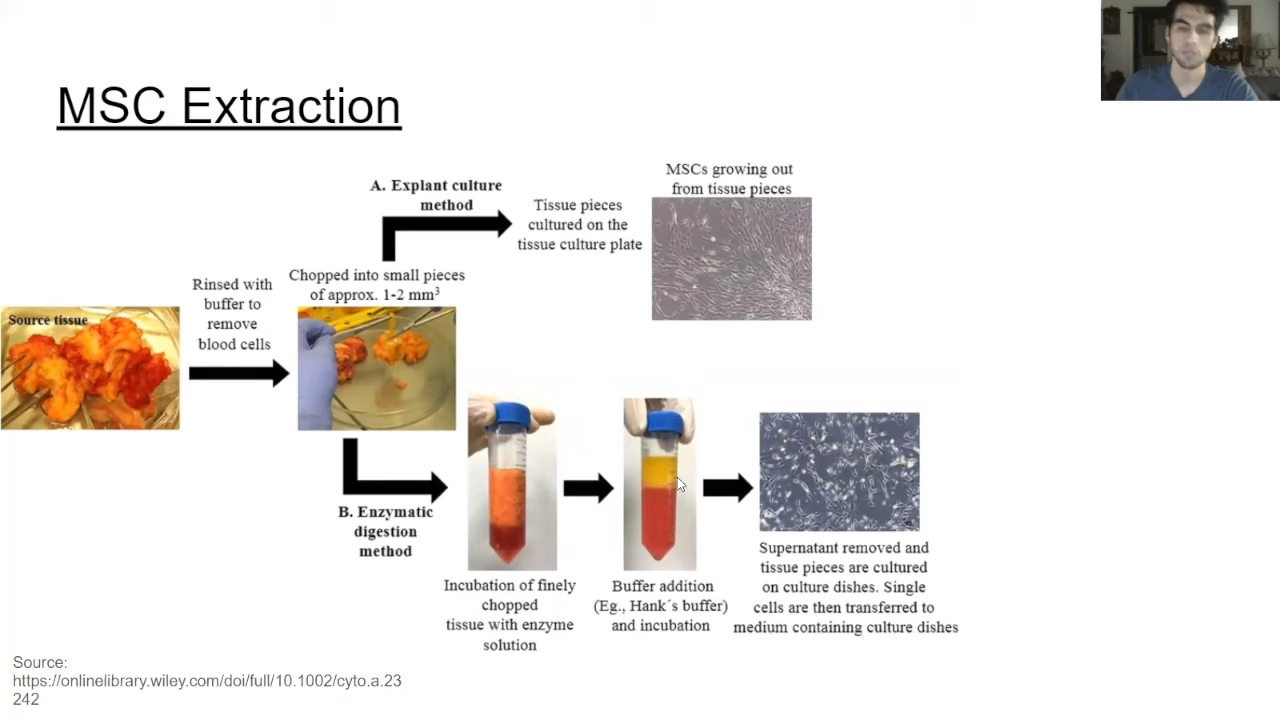 MSC Extraction
A. Explant culture
method
Tissue pieces
cultured on the
tissue culture plate
MSCs growing out
from tissue pieces
Rinsed with
buffer to
remove
blood cells
Chopped into small pieces
of approx. 1-2 mm³
Source tissue
B. Enzymatic
digestion
method
Incubation of finely
chopped
tissue with enzyme
solution
Buffer addition
(Eg., Hank´s buffer)
and incubation
Supernatant removed and
tissue pieces are cultured
on culture dishes. Single
cells are then transferred to
medium containing culture dishes
Source:
https://onlinelibrary.wiley.com/doi/full/10.1002/cyto.a.23
242